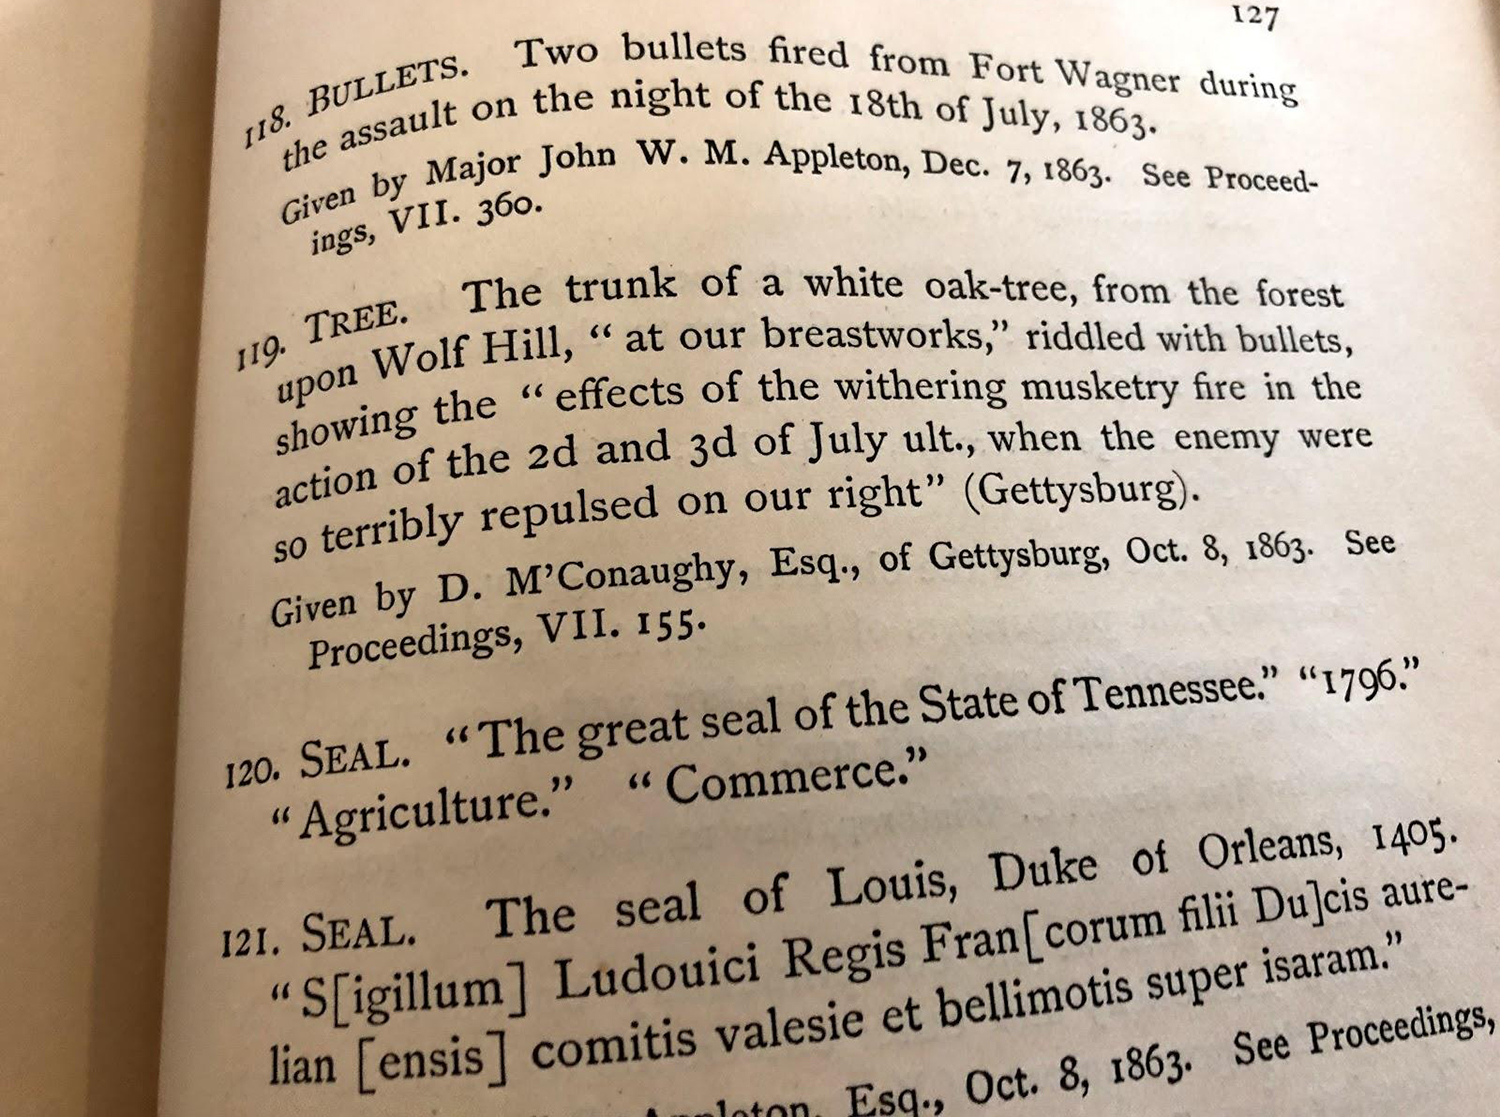 127
118. BULLETS. Two bullets fired from Fort Wagner during
the assault on the night of the 18th of July, 1863.
Given by Major John W. M. Appleton, Dec. 7, 1863. See Proceed-
ings, VII. 360.
119. TREE. The trunk of a white oak-tree, from the forest
upon Wolf Hill, “ at our breastworks,” riddled with bullets,
showing the “ effects of the withering musketry fire in the
action of the 2d and 3d of July ult., when the enemy were
so terribly repulsed on our right” (Gettysburg).
Given by D. M’Conaughy, Esq., of Gettysburg, Oct. 8, 1863. See
Proceedings, VII. 155.
120. SEAL. “The great seal of the State of Tennessee.” “1796.”
“Agriculture.” “Commerce.”
121. SEAL. The seal of Louis, Duke of Orleans, 1405.
“S[igillum] Ludouici Regis Fran[corum filii Du]cis aure-
lian [ensis] comitis valesie et bellimotis super isaram.”
Appleton, Esq., Oct. 8, 1863. See Proceedings,